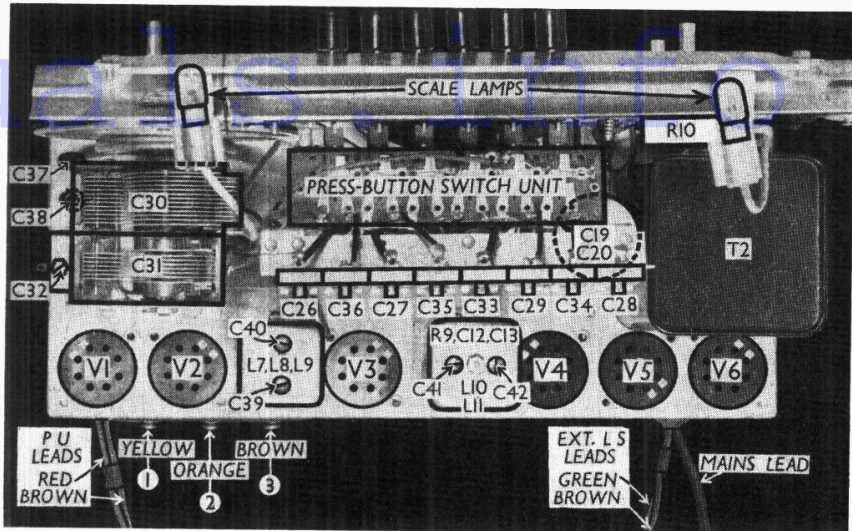 als.info
SCALE LAMPS
R10
C37
C30
PRESS-BUTTON SWITCH UNIT
C38
C19
C20
T2
C31
C32
C26 C36 C27 C35 C33 C29 C34 C28
C40
R9,C12,C13
V1 V2 L7,L8,L9 V3 V4 V5 V6
C41 L10 C42
C39
L11
P U
LEADS
RED
BROWN
YELLOW
1
ORANGE
2
BROWN
3
EXT. L S
LEADS
GREEN
BROWN
MAINS LEAD